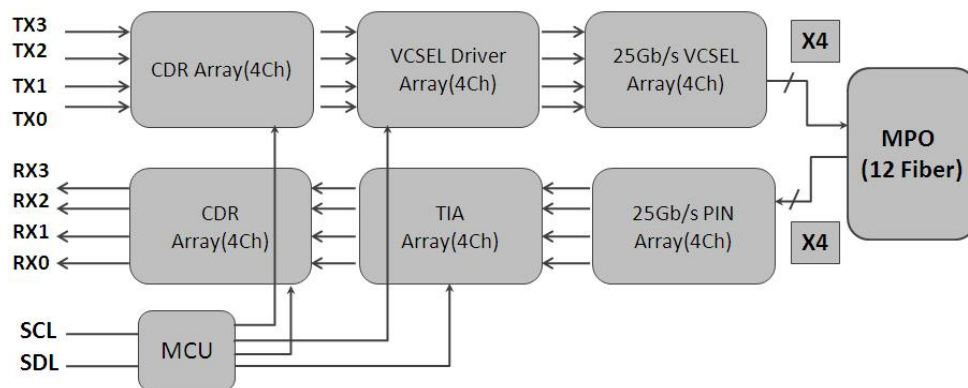 TX3
TX2
TX1
TX0
CDR Array(4Ch)
VCSEL Driver
Array(4Ch)
25Gb/s VCSEL
Array(4Ch)
X4
MPO
(12 Fiber)
RX3
RX2
RX1
RX0
CDR
Array(4Ch)
TIA
Array(4Ch)
25Gb/s PIN
Array(4Ch)
X4
SCL
SDL
MCU